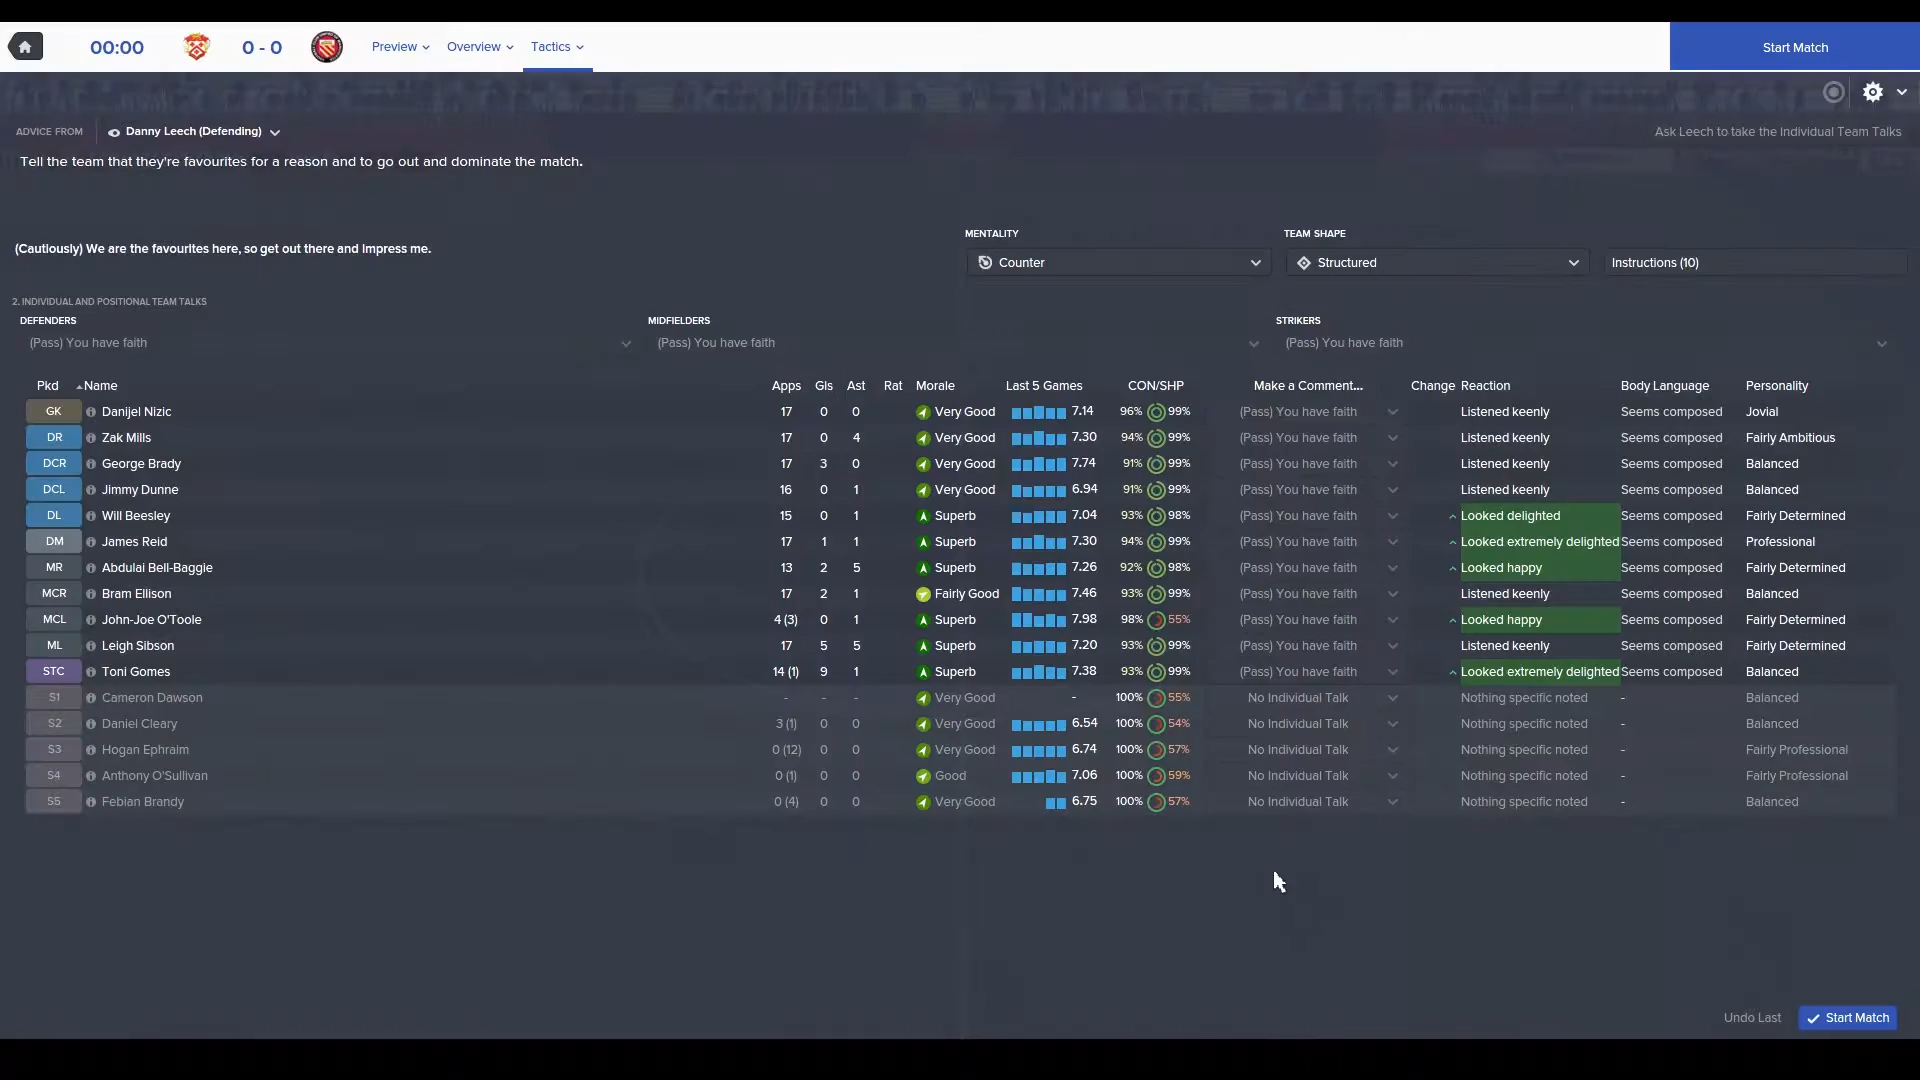 00:00 0 - 0 Preview Overview Tactics Start Match
ADVICE FROM Danny Leech (Defending) Ask Leech to take the Individual Team Talks
Tell the team that they're favourites for a reason and to go out and dominate the match.
MENTALITY TEAM SHAPE
(Cautiously) We are the favourites here, so get out there and Impress me.
Counter Structured Instructions (10)
2. INDIVIDUAL AND POSITIONAL TEAM TALKS
DEFENDERS MIDFIELDERS STRIKERS
(Pass) You have faith (Pass) You have faith (Pass) You have faith
Pkd Name Apps Gls Ast Rat Morale Last 5 Games CON/SHP Make a Comment... Change Reaction Body Language Personality
GK Danijel Nizic 17 0 0 Very Good 7.14 96% 99% (Pass) You have faith Listened keenly Seems composed Jovial
DR Zak Mills 17 0 4 Very Good 7.30 94% 99% (Pass) You have faith Listened keenly Seems composed Fairly Ambitious
DCR George Brady 17 3 0 Very Good 7.74 91% 99% (Pass) You have faith Listened keenly Seems composed Balanced
DCL Jimmy Dunne 16 0 1 Very Good 6.94 91% 99% (Pass) You have faith Listened keenly Seems composed Balanced
DL Will Beesley 15 0 1 Superb 7.04 93% 98% (Pass) You have faith Looked delighted Seems composed Fairly Determined
DM James Reid 17 1 1 Superb 7.30 94% 99% (Pass) You have faith Looked extremely delighted Seems composed Professional
MR Abdulai Bell-Baggie 13 2 5 Superb 7.26 92% 98% (Pass) You have faith Looked happy Seems composed Fairly Determined
MCR Bram Ellison 17 2 1 Fairly Good 7.46 93% 99% (Pass) You have faith Listened keenly Seems composed Balanced
MCL John-Joe O'Toole 4 (3) 0 1 Superb 7.98 98% 55% (Pass) You have faith Looked happy Seems composed Fairly Determined
ML Leigh Sibson 17 5 5 Superb 7.20 93% 99% (Pass) You have faith Listened keenly Seems composed Fairly Determined
STC Toni Gomes 14 (1) 9 1 Superb 7.38 93% 99% (Pass) You have faith Looked extremely delighted Seems composed Balanced
S1 Cameron Dawson - - - Very Good - 100% 55% No Individual Talk Nothing specific noted - Balanced
S2 Daniel Cleary 3 (1) 0 0 Very Good 6.54 100% 54% No Individual Talk Nothing specific noted - Balanced
S3 Hogan Ephraim 0 (12) 0 0 Very Good 6.74 100% 57% No Individual Talk Nothing specific noted - Fairly Professional
S4 Anthony O'Sullivan 0 (1) 0 0 Good 7.06 100% 59% No Individual Talk Nothing specific noted - Fairly Professional
S5 Febian Brandy 0 (4) 0 0 Very Good 6.75 100% 57% No Individual Talk Nothing specific noted - Balanced
Undo Last Start Match